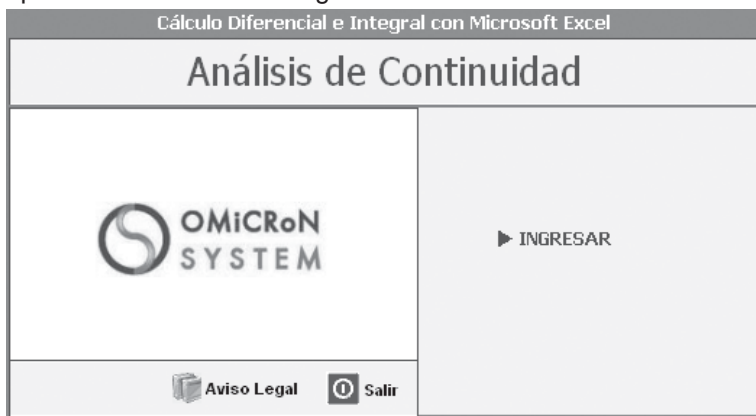 Cálculo Diferencial e Integral con Microsoft Excel
Análisis de Continuidad
OMiCRoN
SYSTEM
INGRESAR
Aviso Legal
Salir